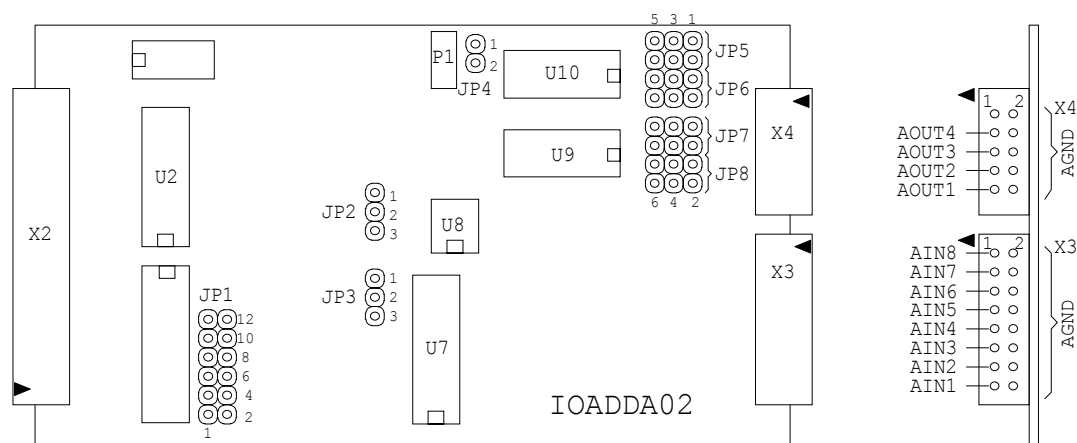 5 3 1
JP5
JP6
P1
1
2
JP4
U10
X2
U2
JP2
1
2
3
U8
U9
JP7
JP8
6 4 2
X4
JP3
1
2
3
U7
X3
JP1
12
10
8
6
4
2
1
IOADDA02
1 2
X4
AOUT4
AOUT3
AOUT2
AOUT1
AGND
1 2
X3
AIN8
AIN7
AIN6
AIN5
AIN4
AIN3
AIN2
AIN1
AGND